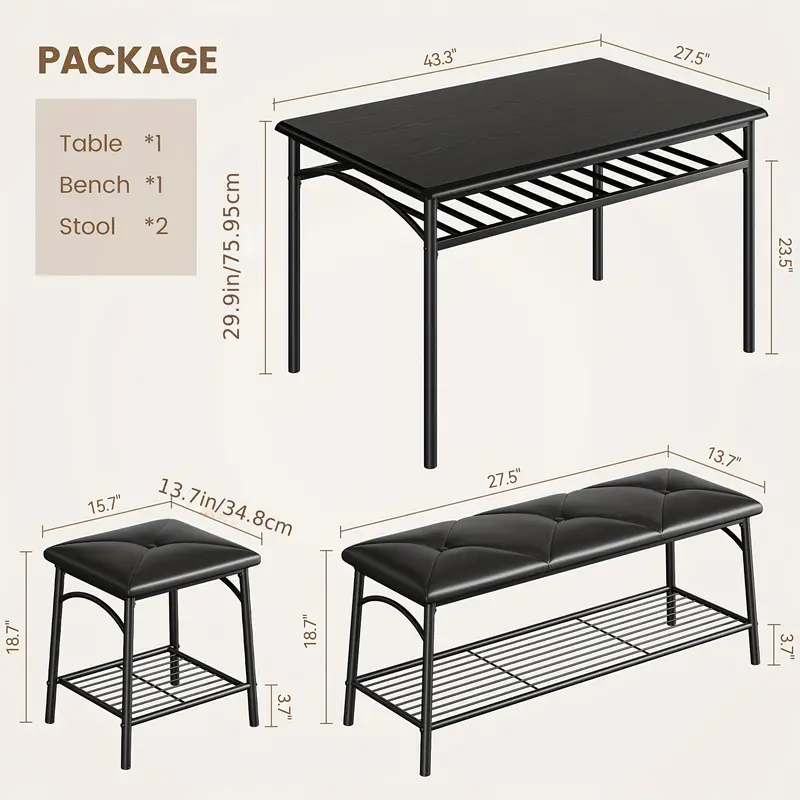 PACKAGE
Table *1
Bench *1
Stool *2
43.3"
27.5"
29.9in/75.95cm
23.5"
15.7"
13.7in/34.8cm
18.7"
3.7"
27.5"
13.7"
18.7"
3.7"